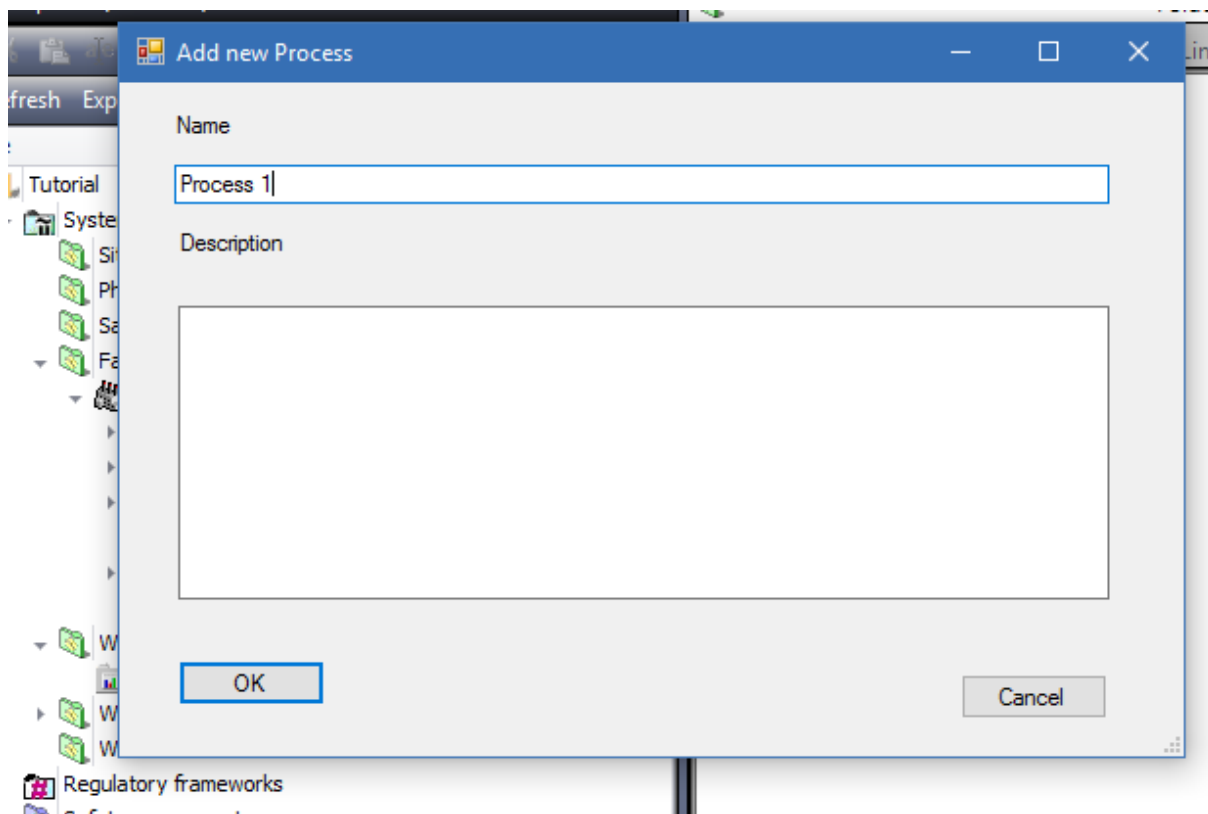 Add new Process
Name
Process 1
Description
OK
Cancel
Tutorial
Regulatory frameworks